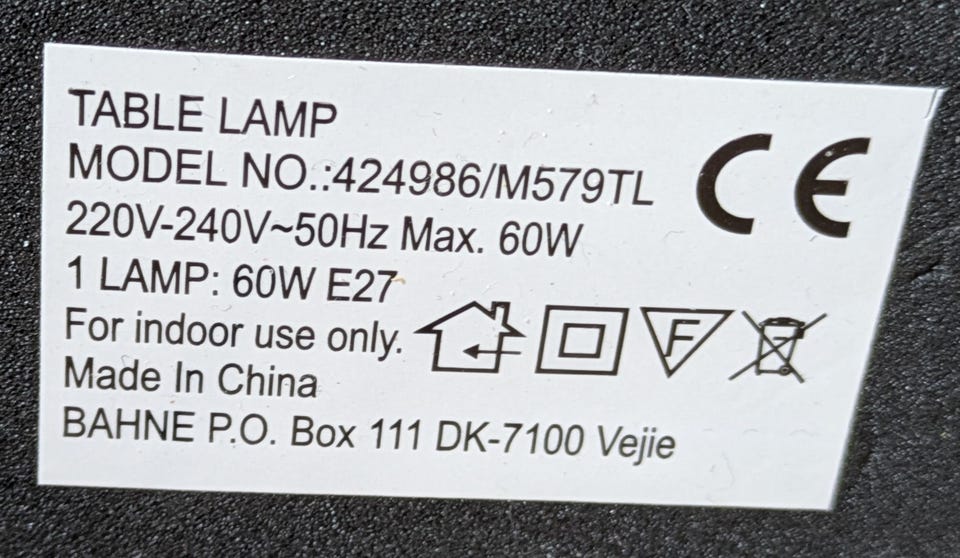 TABLE LAMP
MODEL NO.:424986/M579TL
CE
220V-240V~50Hz Max. 60W
1 LAMP: 60W E27
For indoor use only.
F
Made In China
BAHNE P.O. Box 111 DK-7100 Vejie